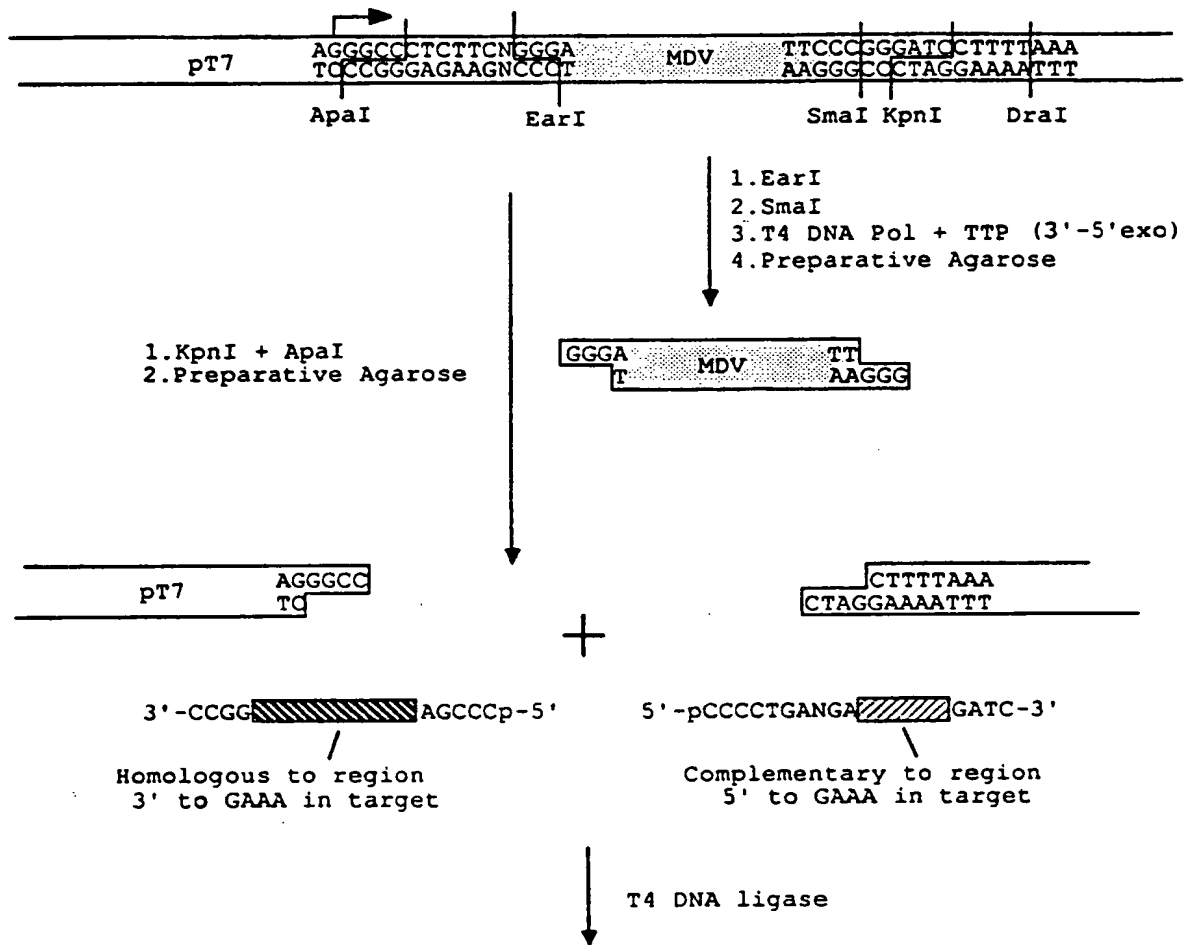 AGGGCCCTCTTCNGGGA TTCCCGGGATCCTTTTAAA
pT7 MDV
TCCCGGGAGAAGNCCCT AAGGGCCCTAGGAAAATTT
ApaI EarI SmaI KpnI DraI
1.EarI
2.SmaI
3.T4 DNA Pol + TTP (3'-5'exo)
4.Preparative Agarose
1.KpnI + ApaI
2.Preparative Agarose
GGGA MDV TT
T AAGGG
pT7 AGGGCC
TC
CTTTTAAA
CTAGGAAAATTT
+
3'-CCGG AGCCCp-5'
5'-pCCCCTGANGA GATC-3'
Homologous to region
3' to GAAA in target
Complementary to region
5' to GAAA in target
T4 DNA ligase